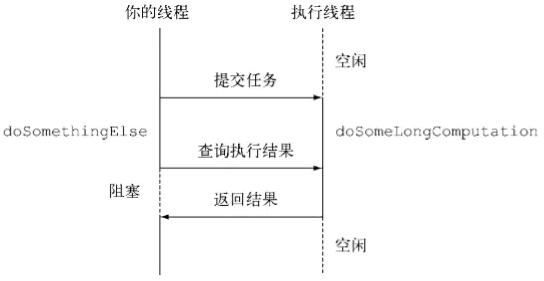 你的线程
执行线程
空闲
提交任务
doSomethingElse
doSomeLongComputation
查询执行结果
阻塞
返回结果
空闲